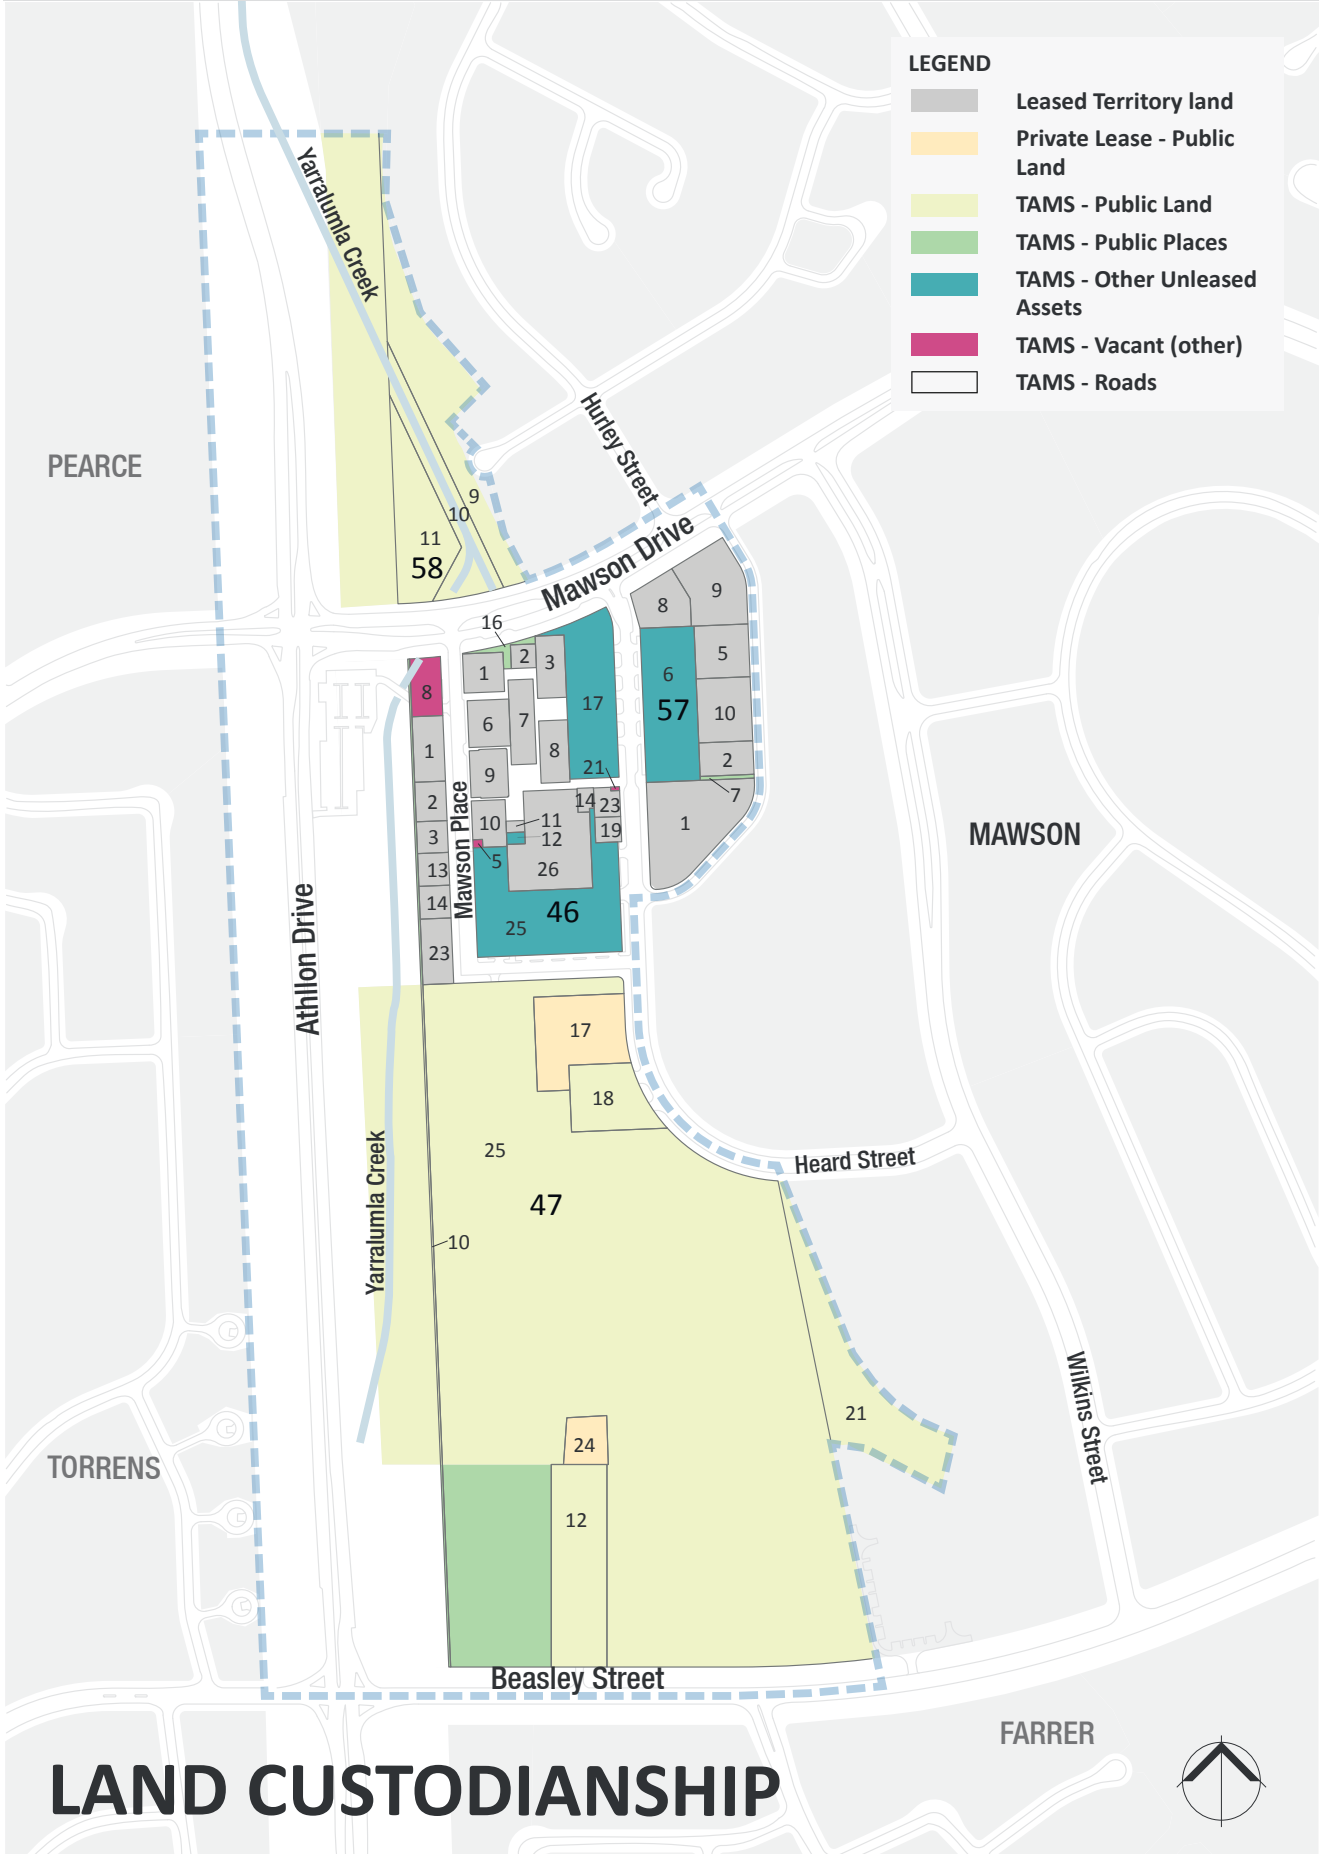 LEGEND
Leased Territory land
Private Lease - Public
Land
TAMS - Public Land
TAMS - Public Places
TAMS - Other Unleased
Assets
TAMS - Vacant (other)
TAMS - Roads
Yarralumla Creek
Hurley Street
PEARCE
9
10
11
58
Mawson Drive
16
1
2
3
17
6
7
8
9
21
10
11
12
14
23
19
5
26
46
25
8
9
6
5
57
10
2
7
1
8
1
2
3
13
14
23
Mawson Place
MAWSON
Athllon Drive
17
18
25
47
10
Yarralumla Creek
Heard Street
21
Wilkins Street
24
12
TORRENS
Beasley Street
FARRER
LAND CUSTODIANSHIP